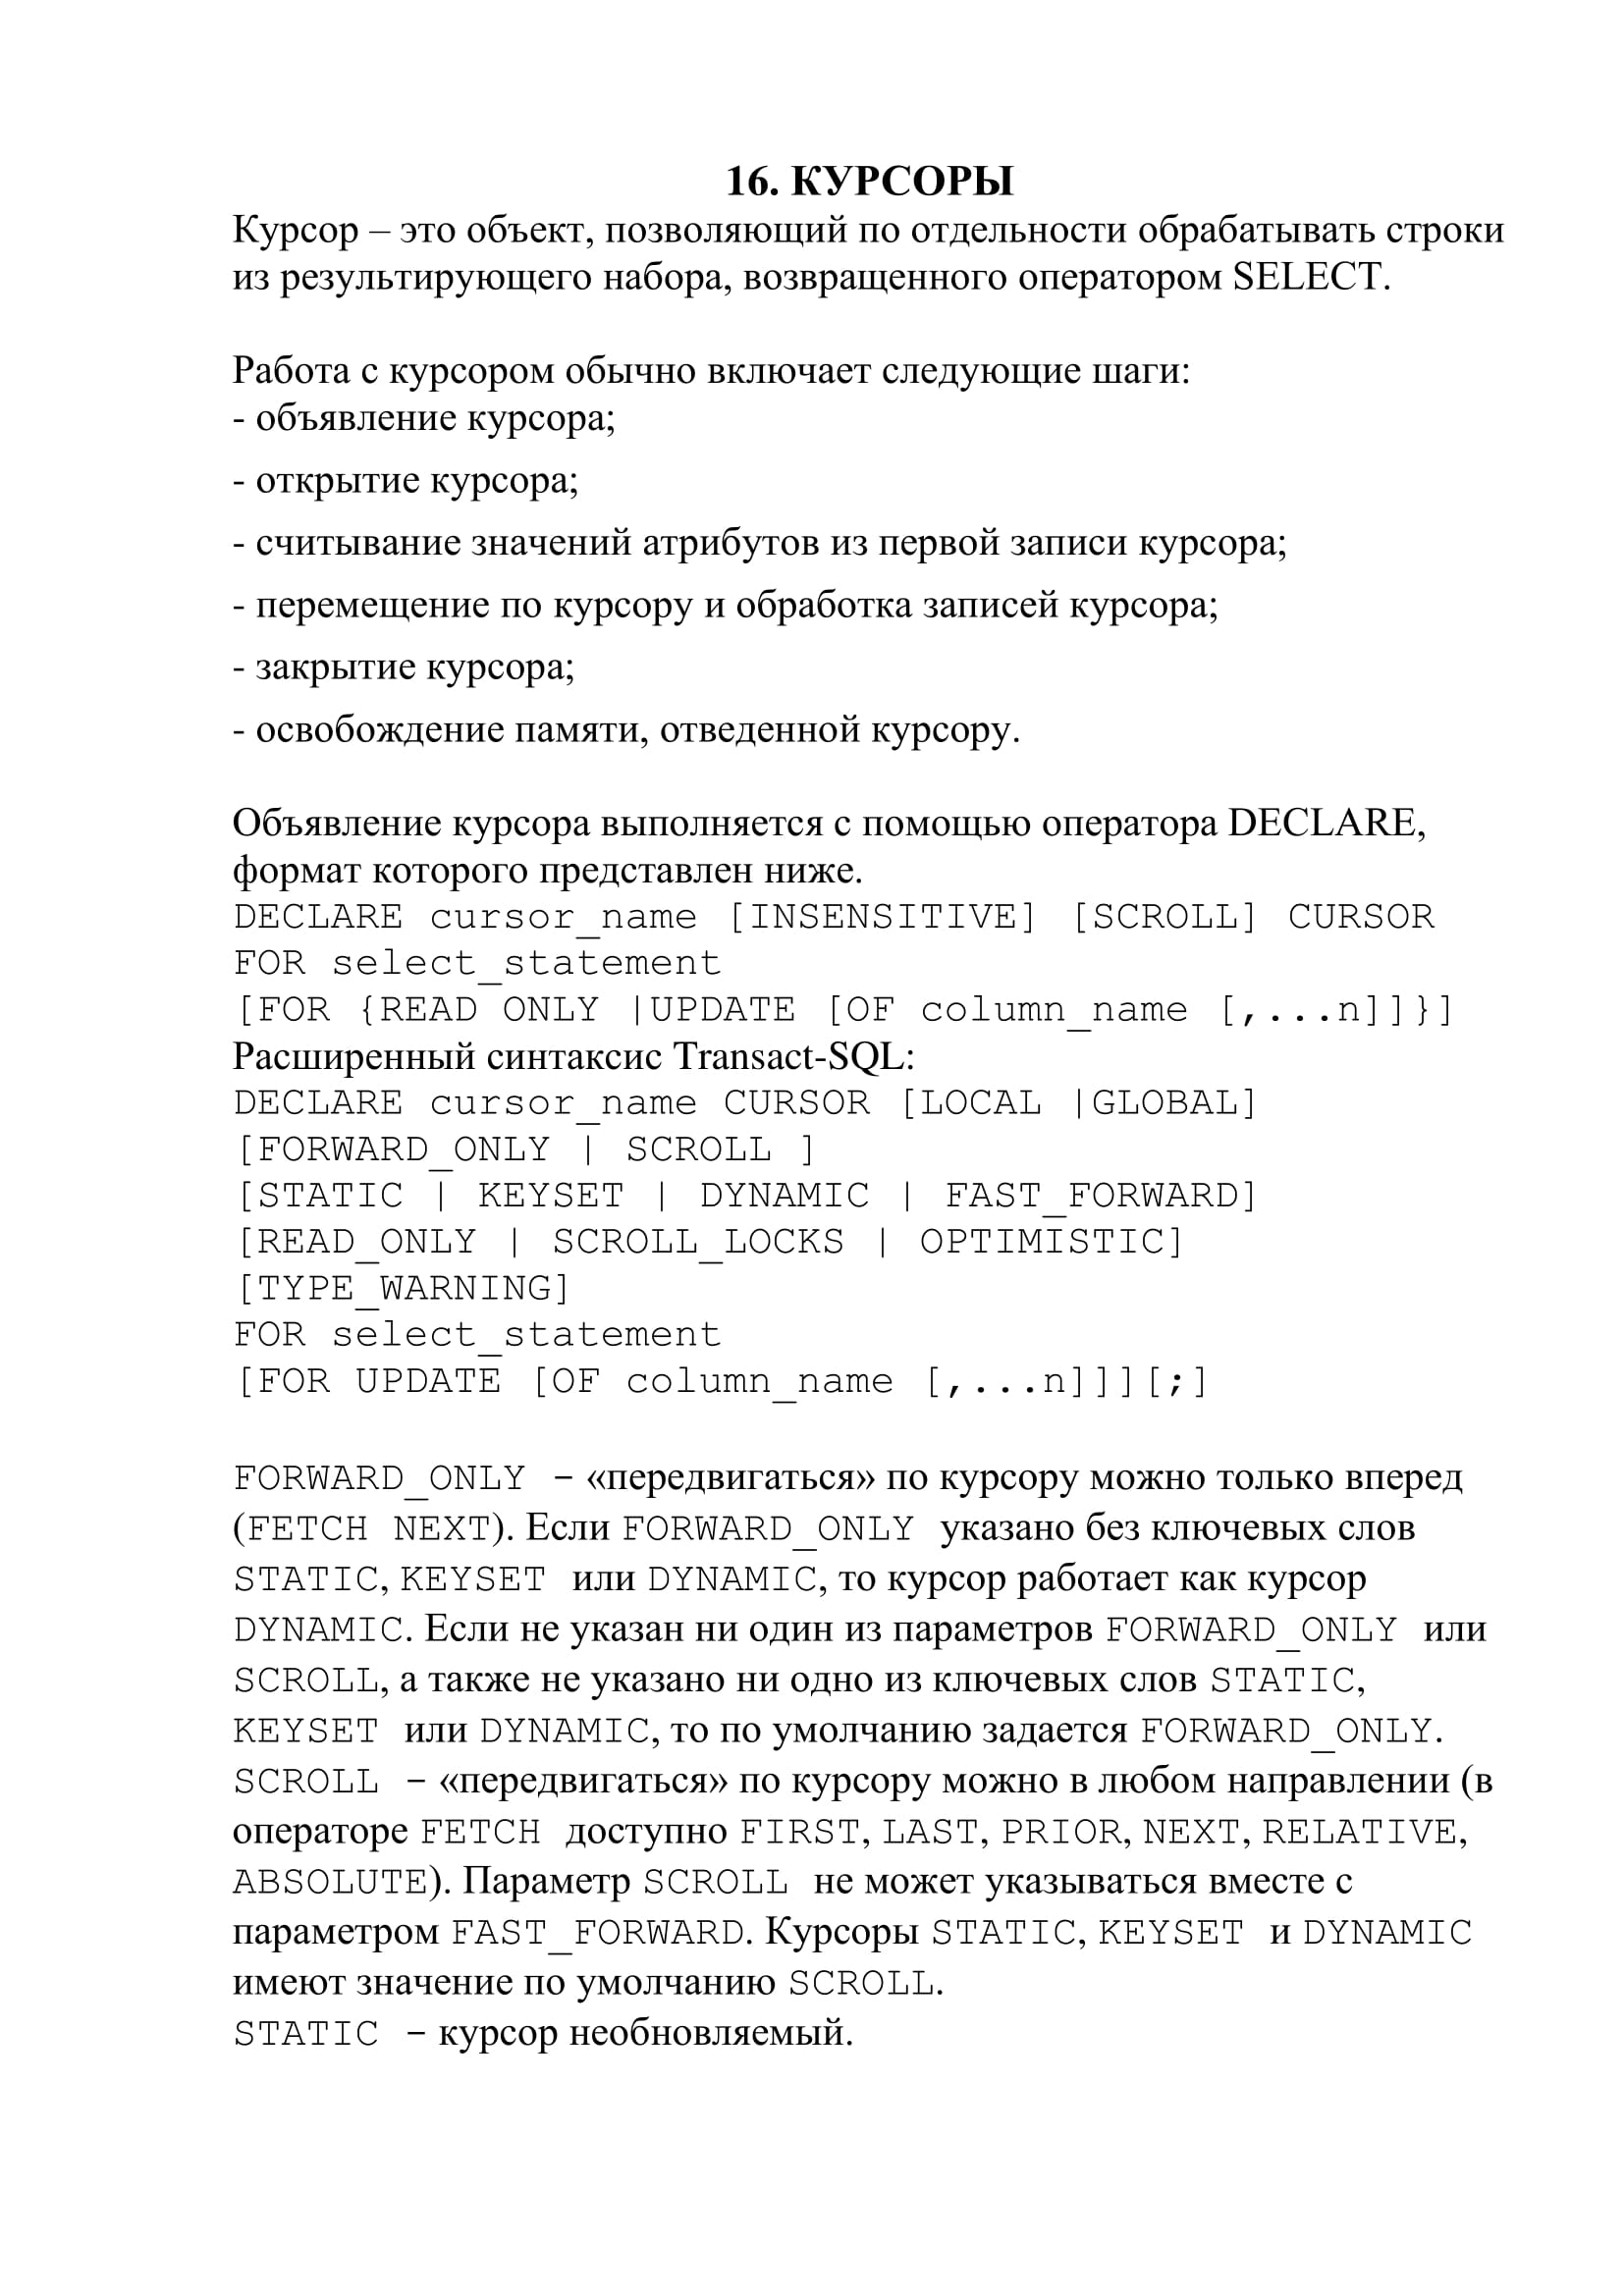 16. КУРСОРЫ
Курсор – это объект, позволяющий по отдельности обрабатывать строки
из результирующего набора, возвращенного оператором SELECT.
Работа с курсором обычно включает следующие шаги:
- объявление курсора;
- открытие курсора;
- считывание значений атрибутов из первой записи курсора;
- перемещение по курсору и обработка записей курсора;
- закрытие курсора;
- освобождение памяти, отведенной курсору.
Объявление курсора выполняется с помощью оператора DECLARE,
формат которого представлен ниже.
DECLARE cursor_name [INSENSITIVE] [SCROLL] CURSOR
FOR select_statement
[FOR {READ ONLY |UPDATE [OF column_name [,...n]]}]
Расширенный синтаксис Transact-SQL:
DECLARE cursor_name CURSOR [LOCAL |GLOBAL]
[FORWARD_ONLY | SCROLL ]
[STATIC | KEYSET | DYNAMIC | FAST_FORWARD]
[READ_ONLY | SCROLL_LOCKS | OPTIMISTIC]
[TYPE_WARNING]
FOR select_statement
[FOR UPDATE [OF column_name [,...n]]][;]
FORWARD_ONLY – «передвигаться» по курсору можно только вперед
(FETCH NEXT). Если FORWARD_ONLY указано без ключевых слов
STATIC, KEYSET или DYNAMIC, то курсор работает как курсор
DYNAMIC. Если не указан ни один из параметров FORWARD_ONLY или
SCROLL, а также не указано ни одно из ключевых слов STATIC,
KEYSET или DYNAMIC, то по умолчанию задается FORWARD_ONLY.
SCROLL – «передвигаться» по курсору можно в любом направлении (в
операторе FETCH доступно FIRST, LAST, PRIOR, NEXT, RELATIVE,
ABSOLUTE). Параметр SCROLL не может указываться вместе с
параметром FAST_FORWARD. Курсоры STATIC, KEYSET и DYNAMIC
имеют значение по умолчанию SCROLL.
STATIC – курсор необновляемый.